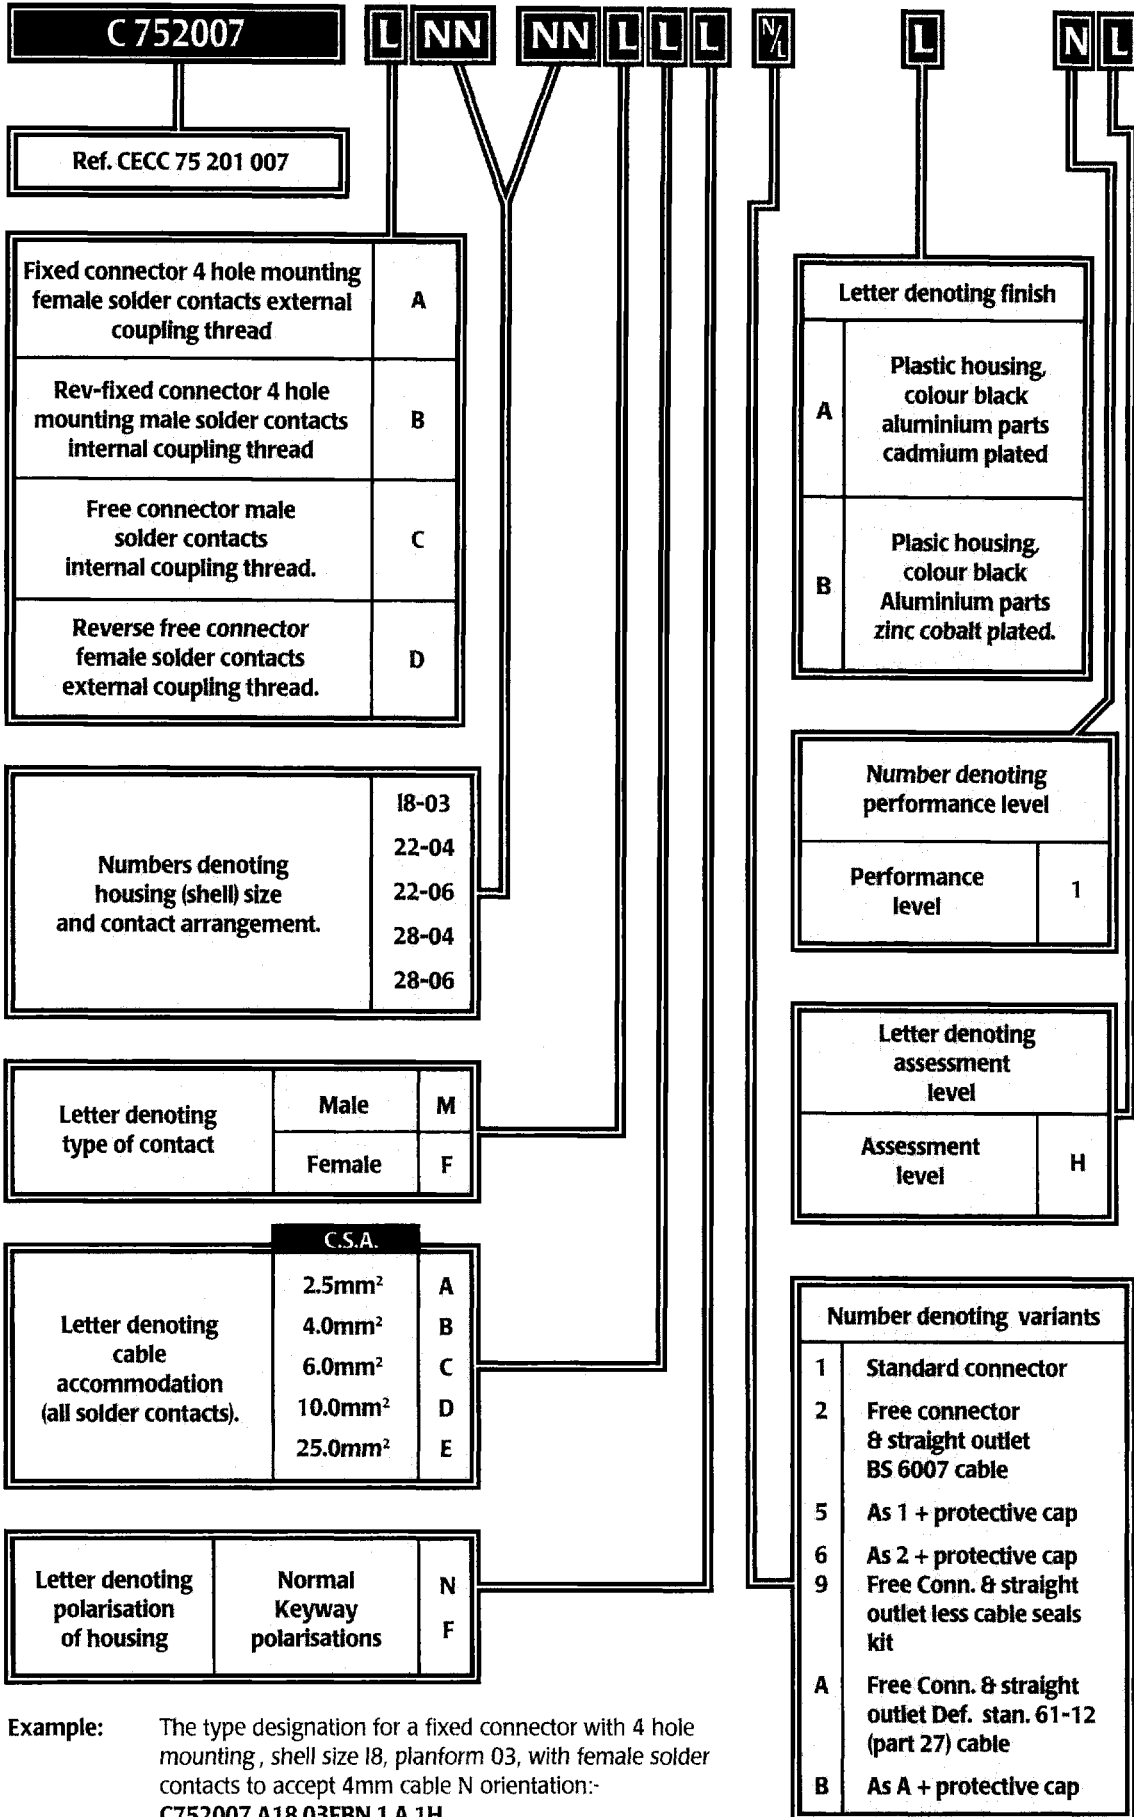 C 752007 L NN NN L L L N/L L N L
Ref. CECC 75 201 007
Fixed connector 4 hole mounting
female solder contacts external
coupling thread
A
Rev-fixed connector 4 hole
mounting male solder contacts
internal coupling thread
B
Free connector male
solder contacts
internal coupling thread.
C
Reverse free connector
female solder contacts
external coupling thread.
D
Numbers denoting
housing (shell) size
and contact arrangement.
18-03
22-04
22-06
28-04
28-06
Letter denoting
type of contact
Male M
Female F
C.S.A.
Letter denoting
cable
accommodation
(all solder contacts).
2.5mm² A
4.0mm² B
6.0mm² C
10.0mm² D
25.0mm² E
Letter denoting
polarisation
of housing
Normal
Keyway
polarisations
N
F
Letter denoting finish
A
Plastic housing,
colour black
aluminium parts
cadmium plated
B
Plasic housing,
colour black
Aluminium parts
zinc cobalt plated.
Number denoting
performance level
Performance
level
1
Letter denoting
assessment
level
Assessment
level
H
Number denoting variants
1 Standard connector
2 Free connector
& straight outlet
BS 6007 cable
5 As 1 + protective cap
6 As 2 + protective cap
9 Free Conn. & straight
outlet less cable seals
kit
A Free Conn. & straight
outlet Def. stan. 61-12
(part 27) cable
B As A + protective cap
Example: The type designation for a fixed connector with 4 hole
mounting, shell size 18, planform 03, with female solder
contacts to accept 4mm cable N orientation:-
C752007 A18 03FBN 1 A 1H